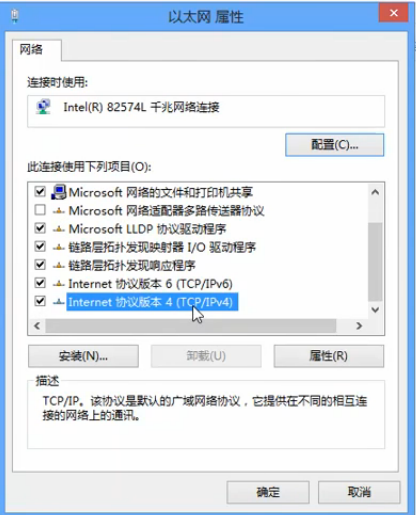 以太网 属性
网络
连接时使用:
Intel(R) 82574L 千兆网络连接
配置(C)...
此连接使用下列项目(O):
Microsoft 网络的文件和打印机共享
Microsoft 网络适配器多路传送器协议
Microsoft LLDP 协议驱动程序
链路层拓扑发现映射器 I/O 驱动程序
链路层拓扑发现响应程序
Internet 协议版本 6 (TCP/IPv6)
Internet 协议版本 4 (TCP/IPv4)
安装(N)...
卸载(U)
属性(R)
描述
TCP/IP。该协议是默认的广域网络协议，它提供在不同的相互连
接的网络上的通讯。
确定
取消